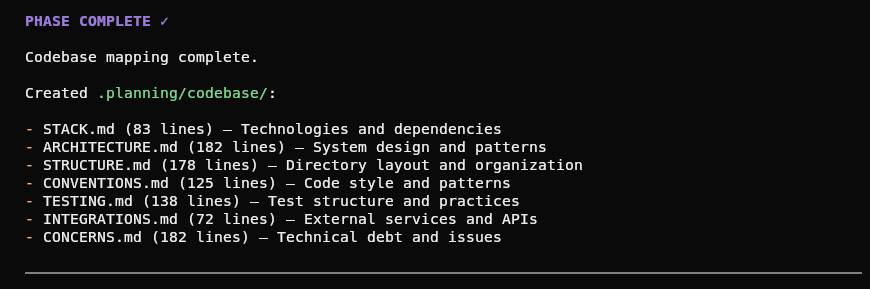 PHASE COMPLETE ✓
Codebase mapping complete.
Created .planning/codebase/:
- STACK.md (83 lines) — Technologies and dependencies
- ARCHITECTURE.md (182 lines) — System design and patterns
- STRUCTURE.md (178 lines) — Directory layout and organization
- CONVENTIONS.md (125 lines) — Code style and patterns
- TESTING.md (138 lines) — Test structure and practices
- INTEGRATIONS.md (72 lines) — External services and APIs
- CONCERNS.md (182 lines) — Technical debt and issues